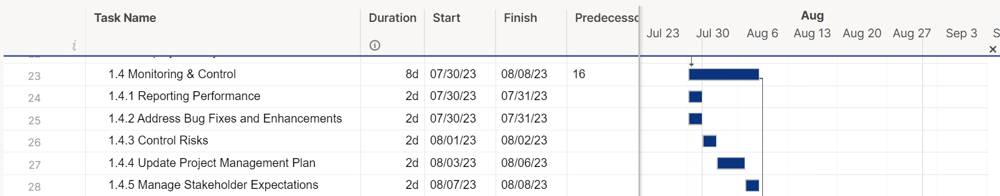 Task Name Duration Start Finish Predecesso Aug
Jul 23 Jul 30 Aug 6 Aug 13 Aug 20 Aug 27 Sep 3 S
23 1.4 Monitoring & Control 8d 07/30/23 08/08/23 16
24 1.4.1 Reporting Performance 2d 07/30/23 07/31/23
25 1.4.2 Address Bug Fixes and Enhancements 2d 07/30/23 07/31/23
26 1.4.3 Control Risks 2d 08/01/23 08/02/23
27 1.4.4 Update Project Management Plan 2d 08/03/23 08/06/23
28 1.4.5 Manage Stakeholder Expectations 2d 08/07/23 08/08/23